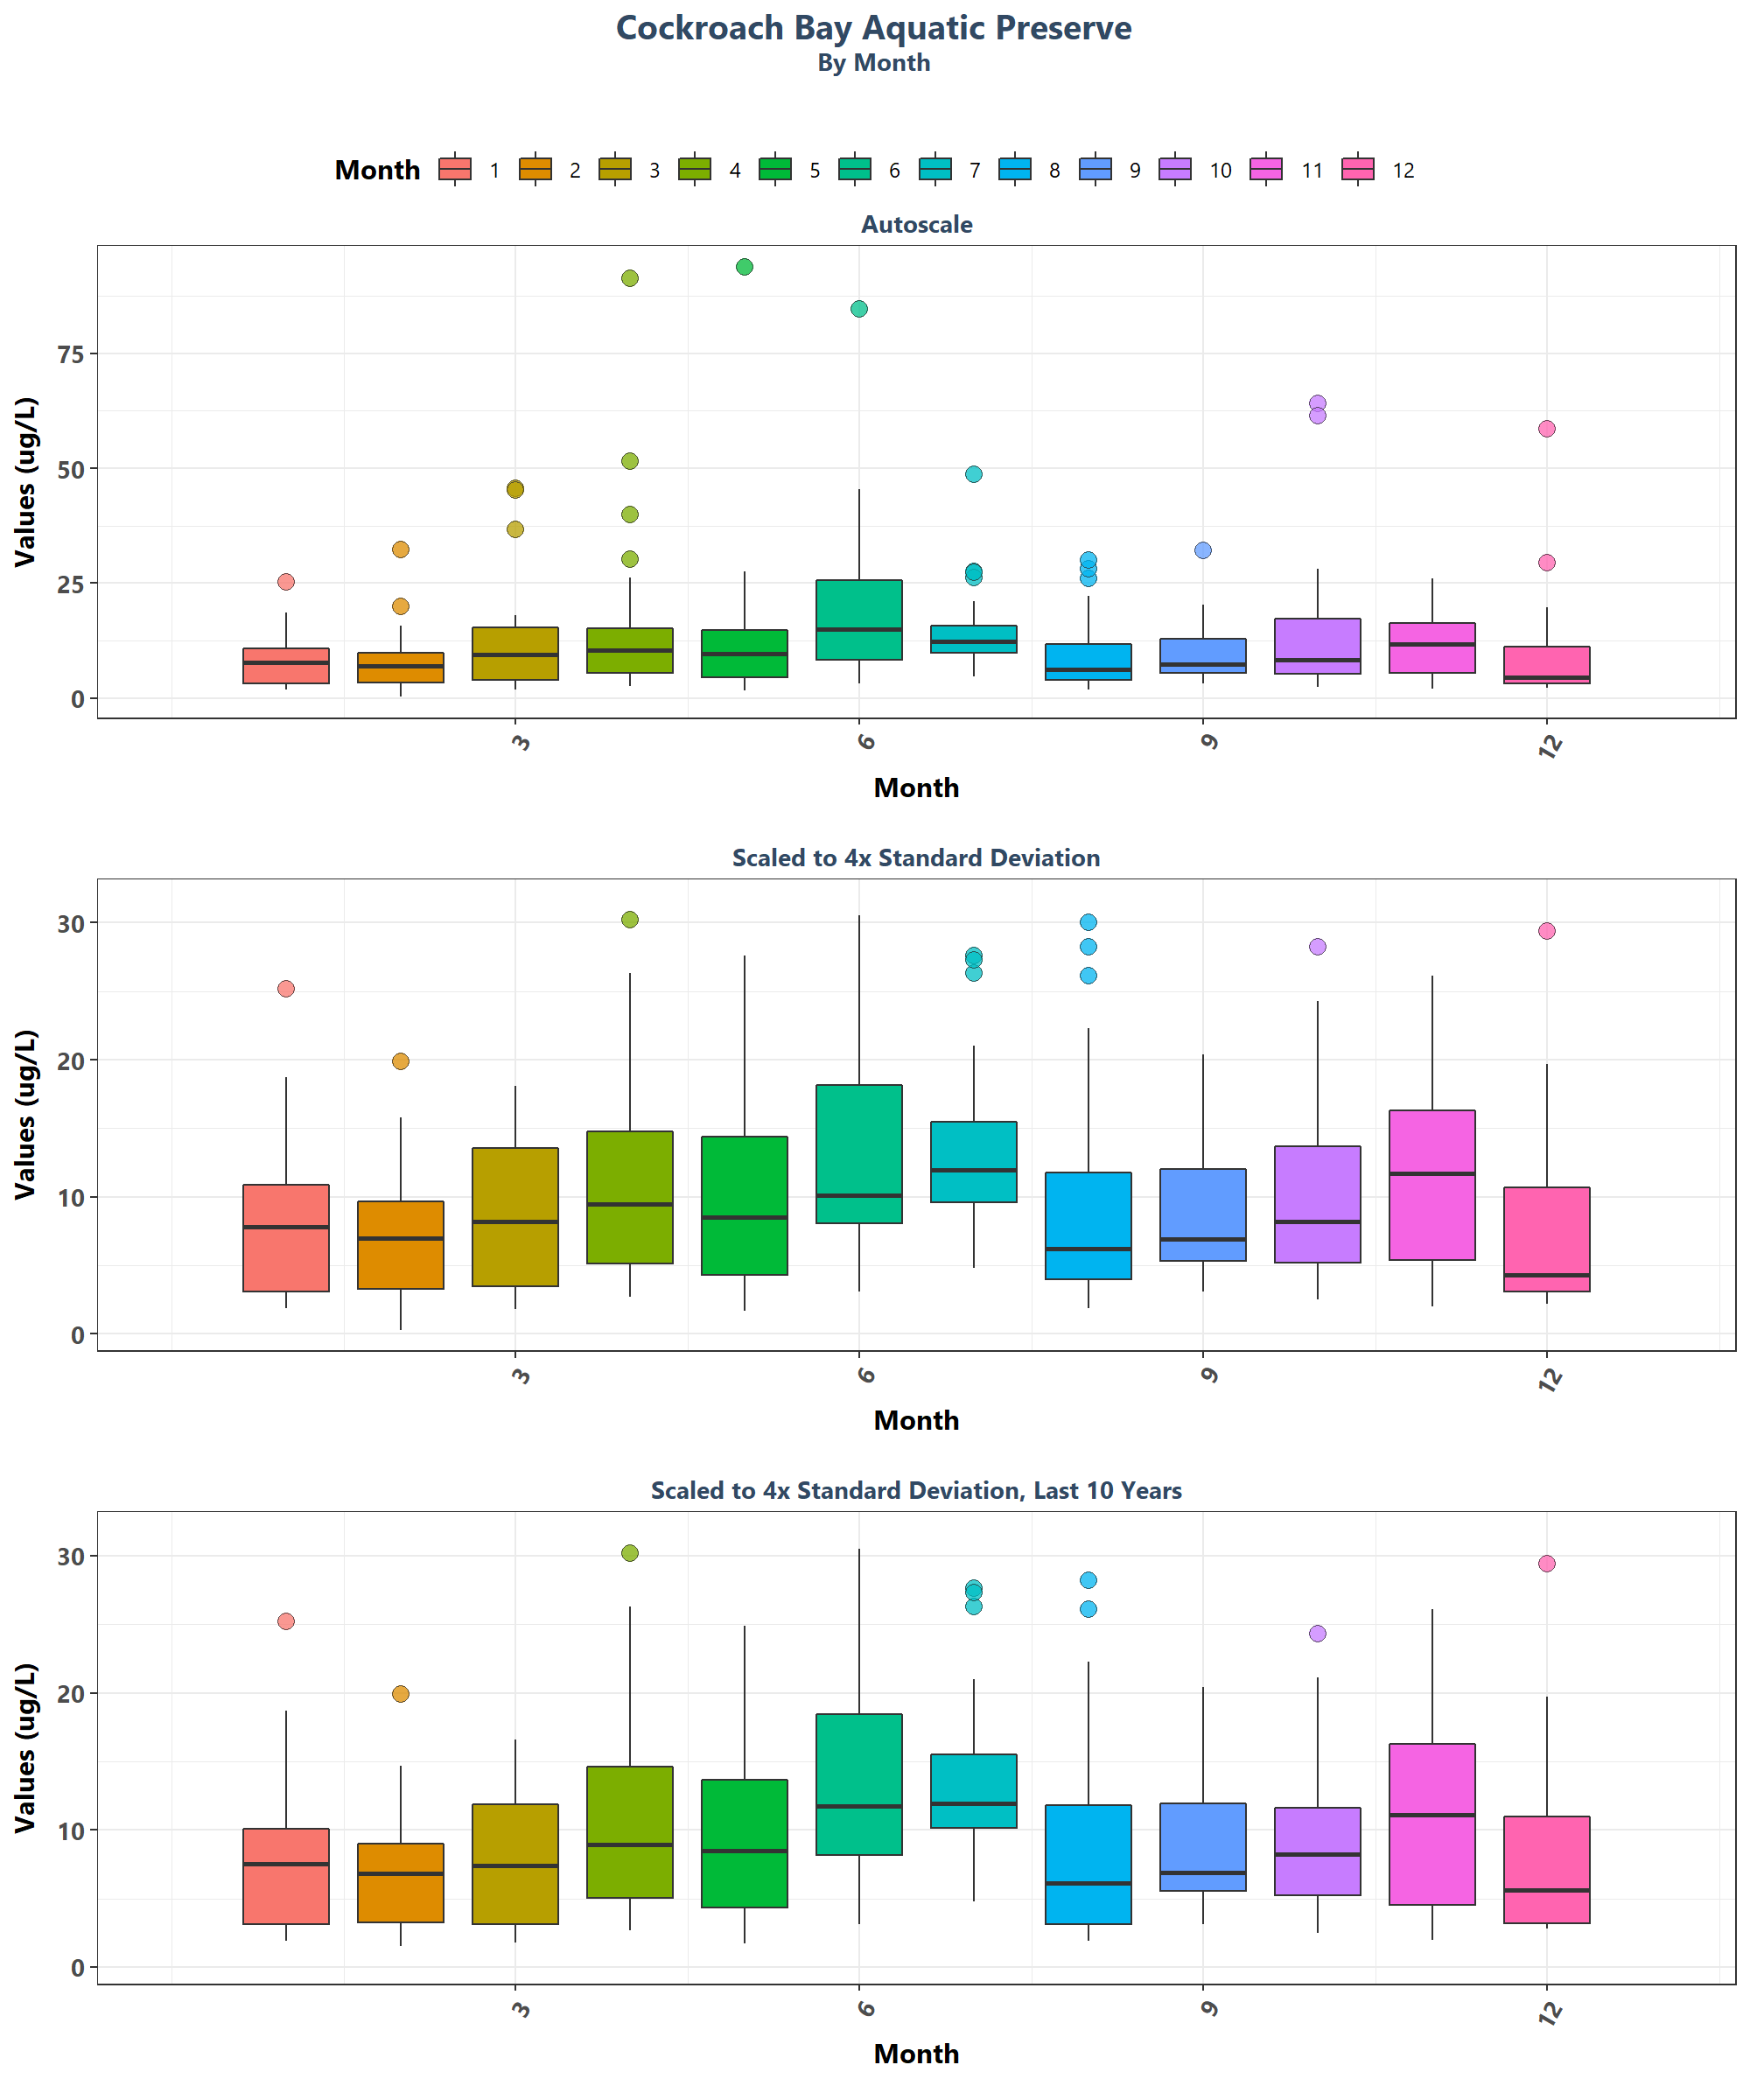 Cockroach Bay Aquatic Preserve
By Month
Month 1 2 3 4 5 6 7 8 9 10 11 12
Autoscale
Values (ug/L)
75
50
25
0
3 6 9 12
Month
Scaled to 4x Standard Deviation
Values (ug/L)
30
20
10
0
3 6 9 12
Month
Scaled to 4x Standard Deviation, Last 10 Years
Values (ug/L)
30
20
10
0
3 6 9 12
Month